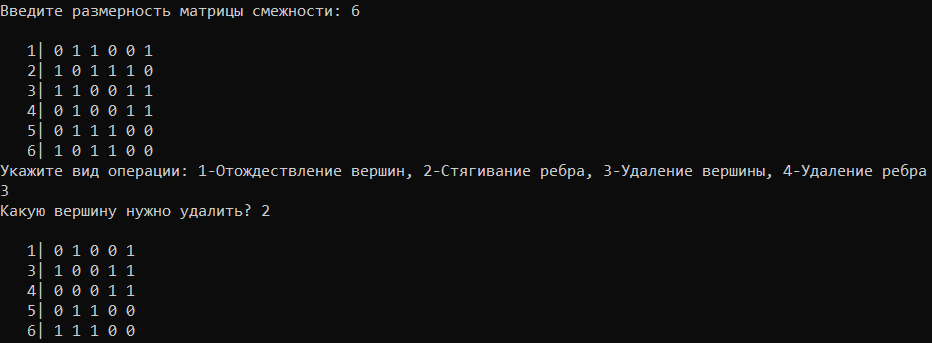 Введите размерность матрицы смежности: 6
1| 0 1 1 0 0 1
2| 1 0 1 1 1 0
3| 1 1 0 0 1 1
4| 0 1 0 0 1 1
5| 0 1 1 1 0 0
6| 1 0 1 1 0 0
Укажите вид операции: 1-Отождествление вершин, 2-Стягивание ребра, 3-Удаление вершины, 4-Удаление ребра
3
Какую вершину нужно удалить? 2
1| 0 1 0 0 1
3| 1 0 0 1 1
4| 0 0 0 1 1
5| 0 1 1 0 0
6| 1 1 1 0 0